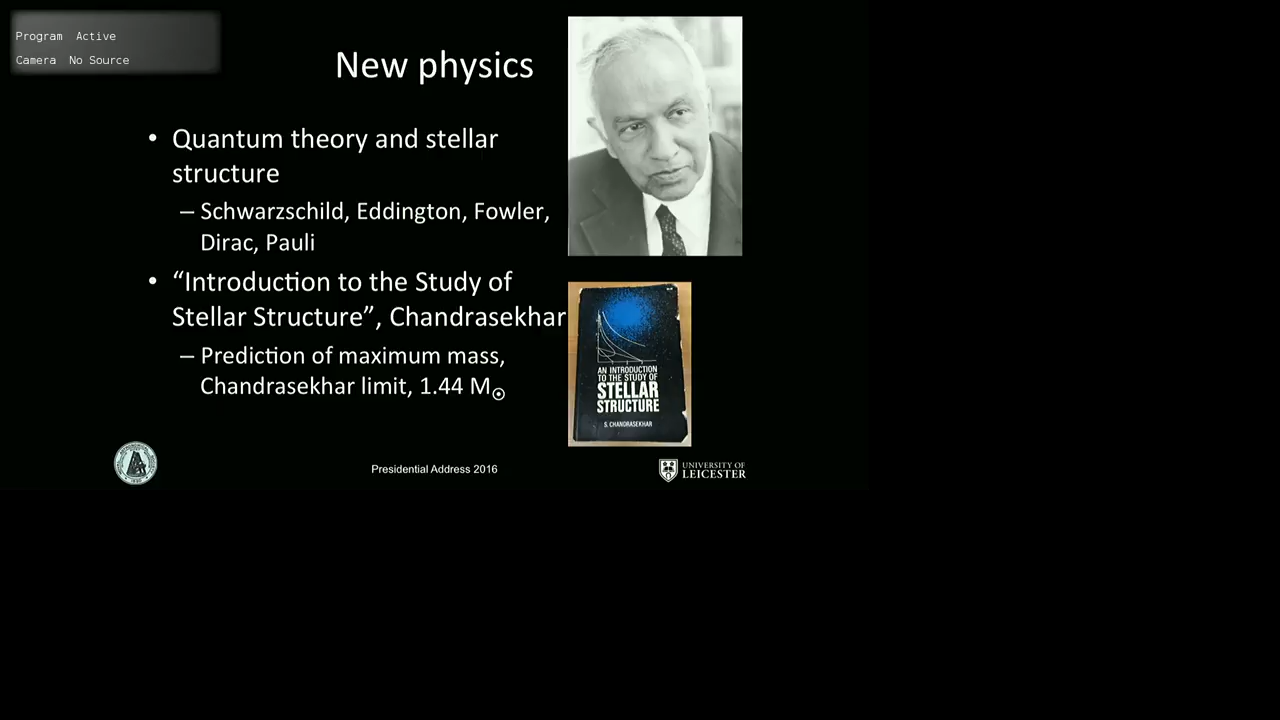 Program Active
Camera No Source
New physics
• Quantum theory and stellar
structure
– Schwarzschild, Eddington, Fowler,
Dirac, Pauli
• “Introduction to the Study of
Stellar Structure”, Chandrasekhar
– Prediction of maximum mass,
Chandrasekhar limit, 1.44 M☉
AN INTRODUCTION
TO THE STUDY OF
STELLAR
STRUCTURE
S. CHANDRASEKHAR
Presidential Address 2016
UNIVERSITY OF
LEICESTER